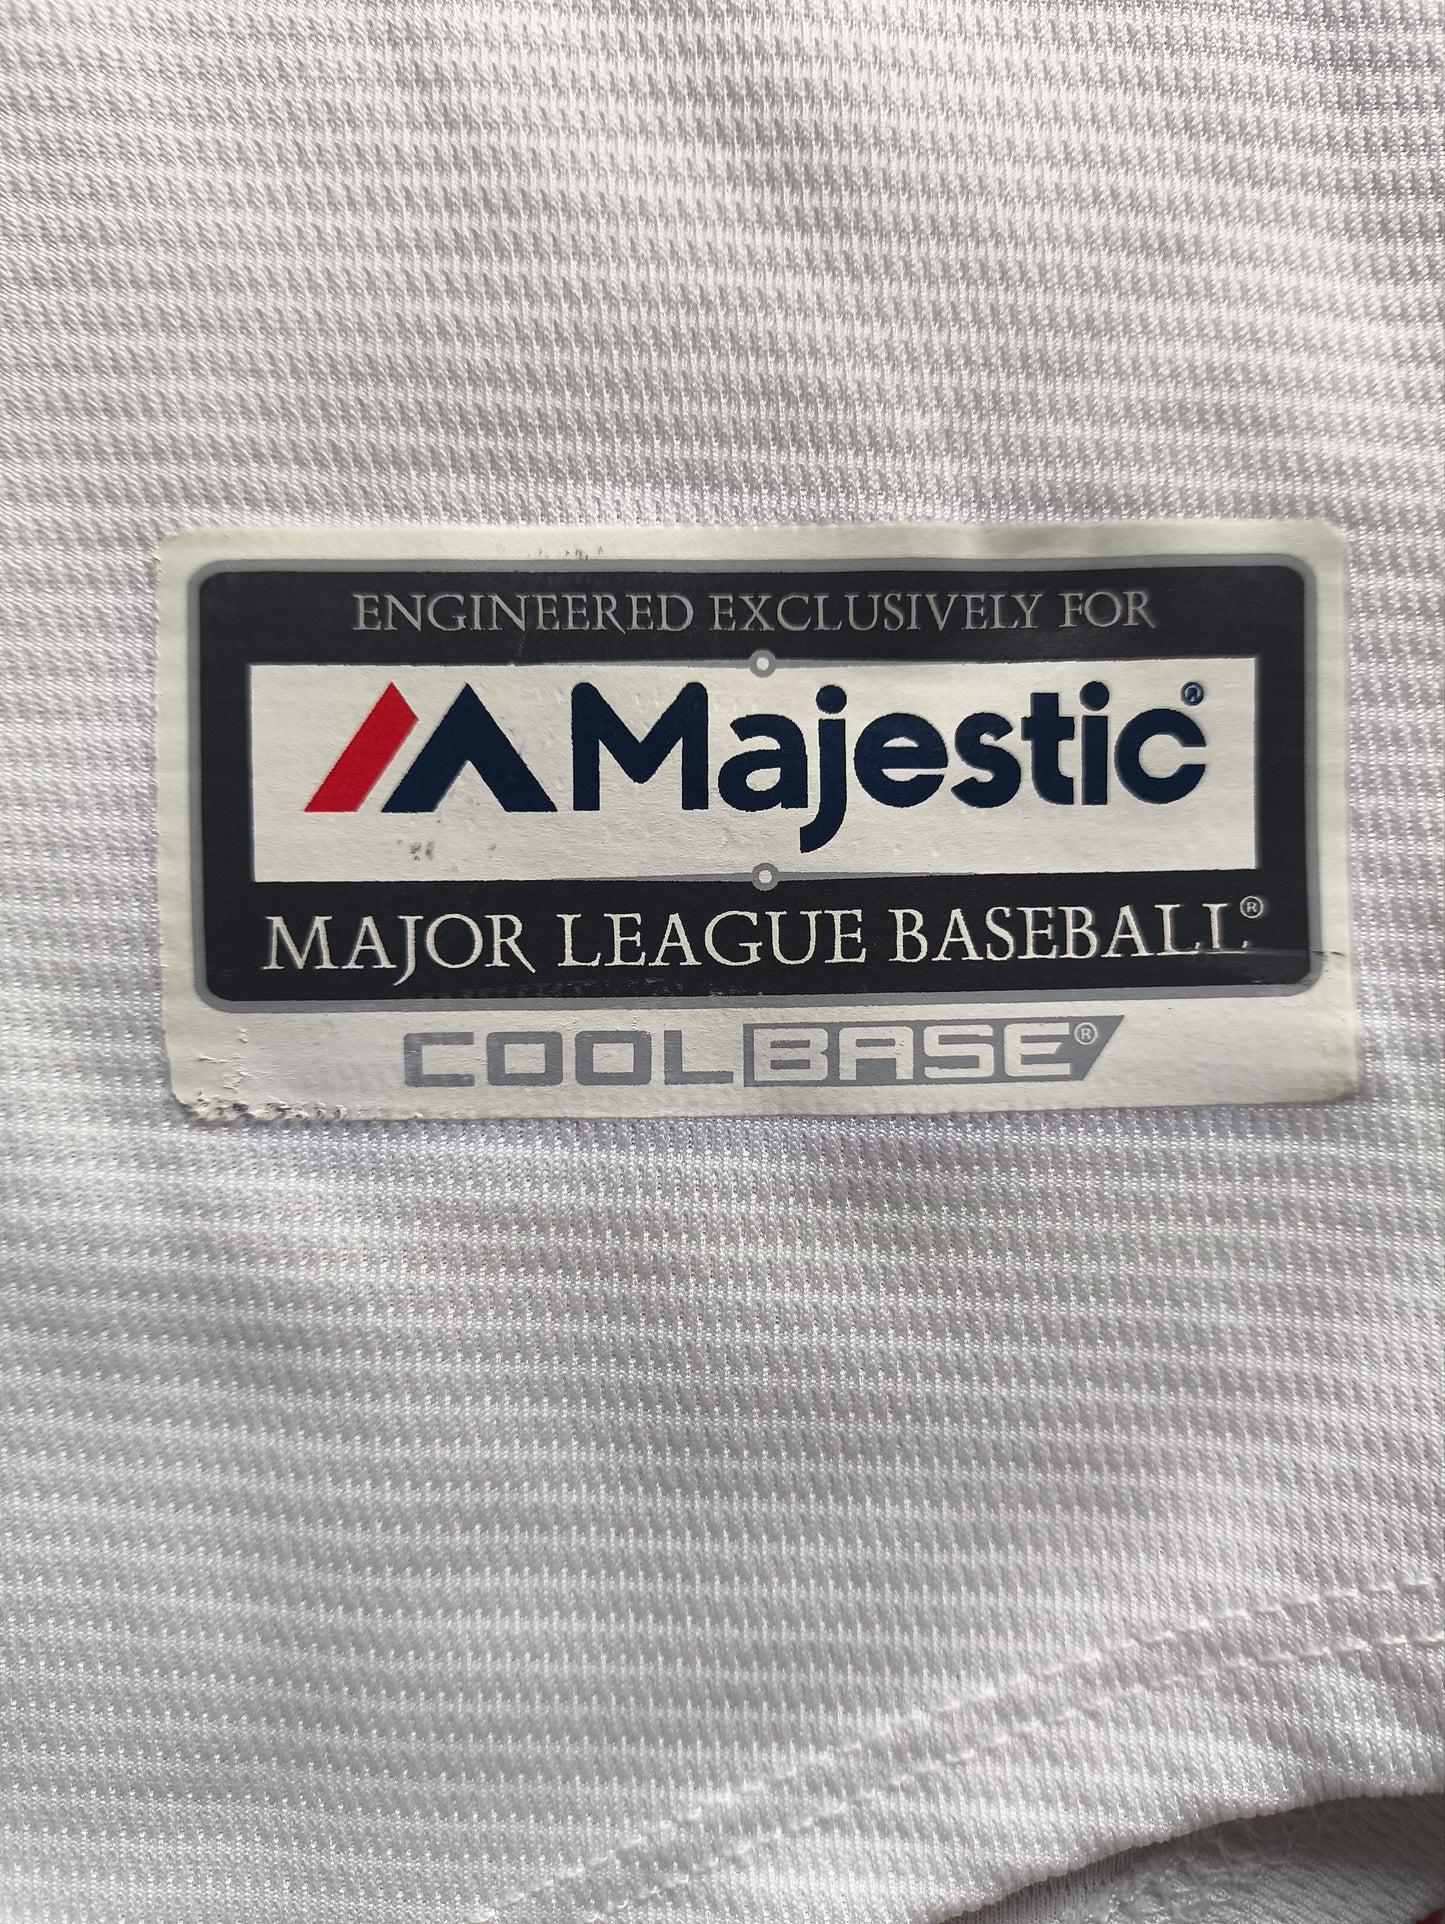 ENGINEERED EXCLUSIVELY FOR
Majestic®
MAJOR LEAGUE BASEBALL®
COOLBASE®